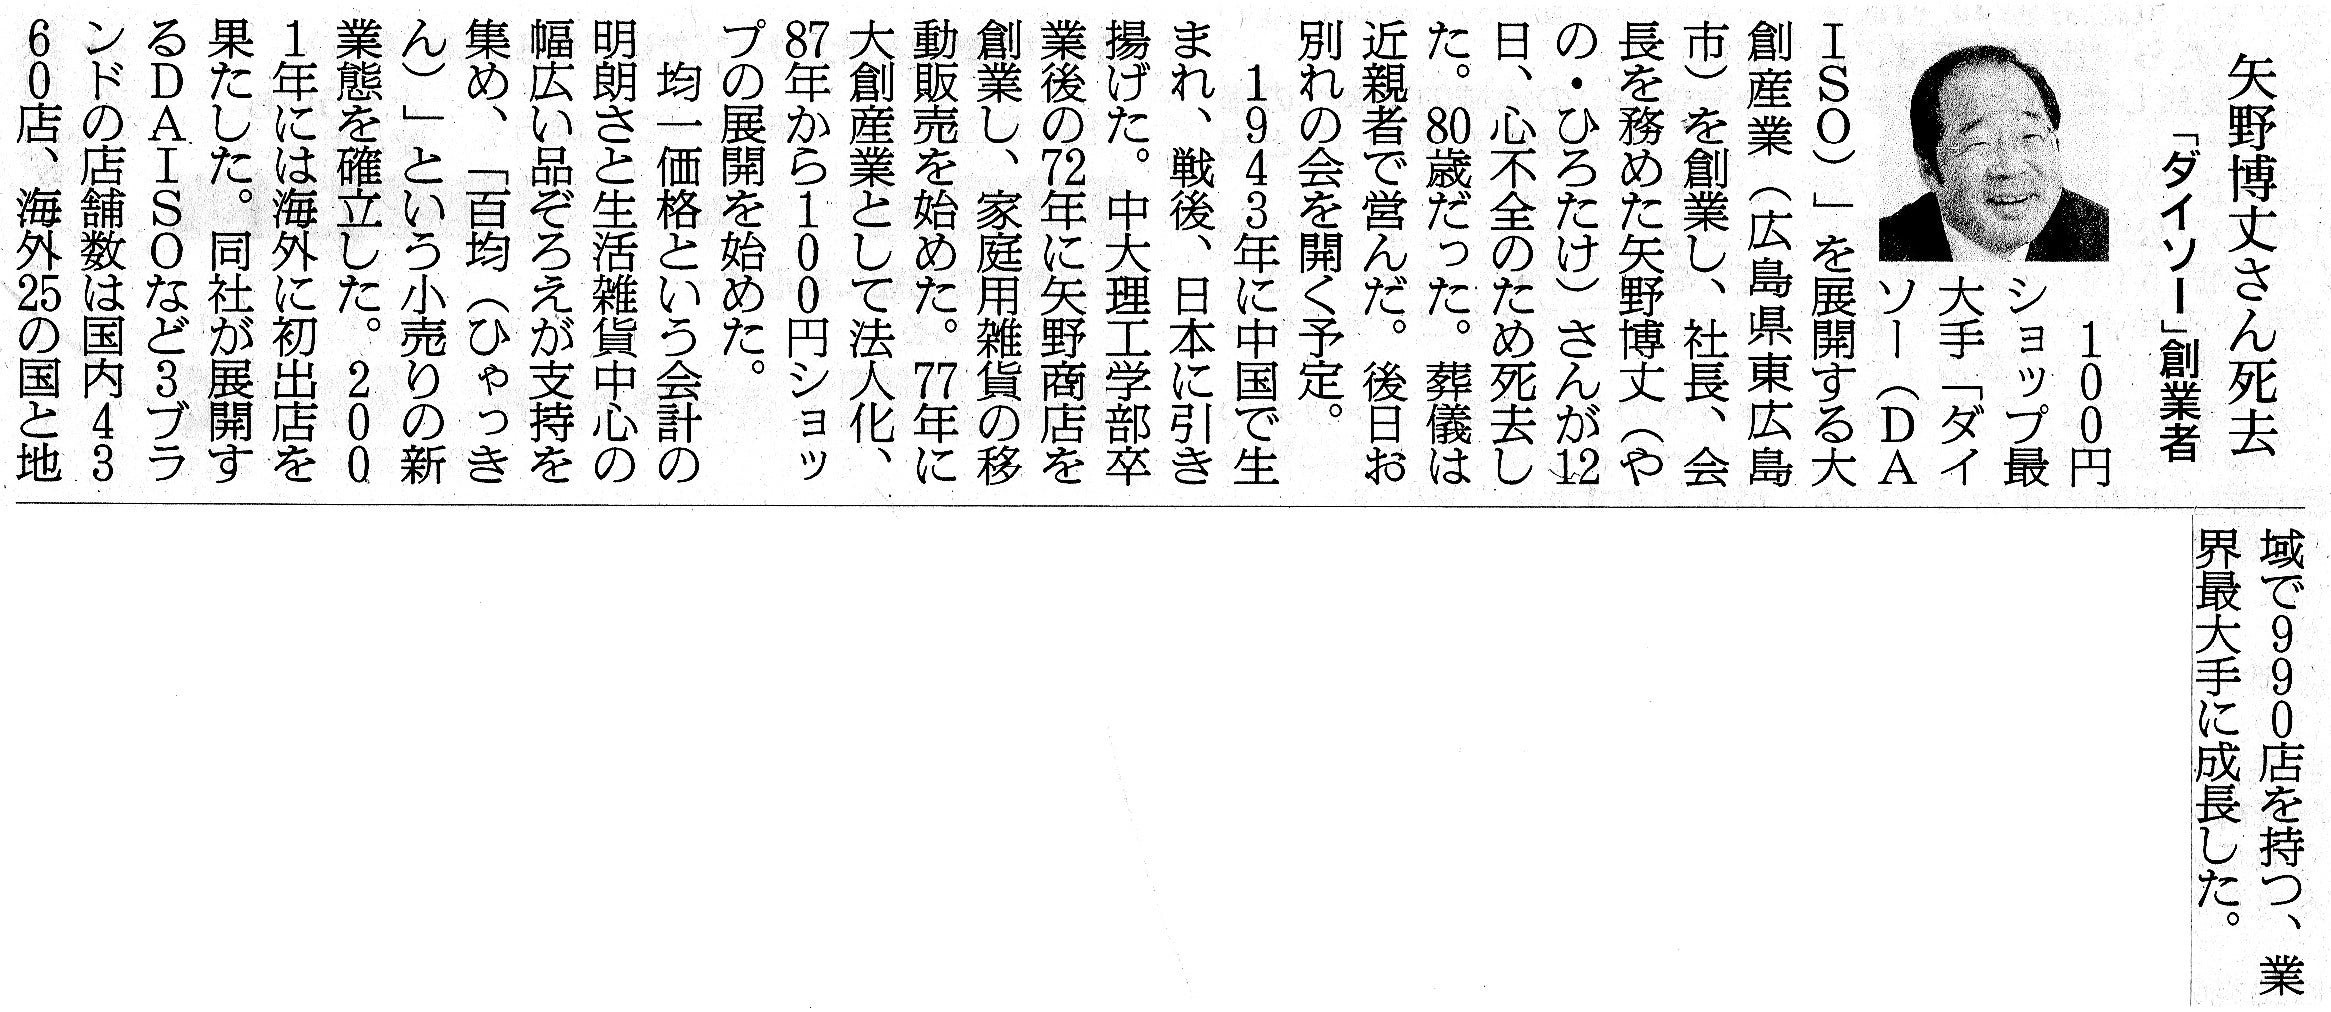 矢野博丈さん死去
「ダイソー」創業者
１００円
ショップ最
大手「ダイ
ソー（ＤＡ
ＩＳＯ）」を展開する大
創産業（広島県東広島
市）を創業し、社長、会
長を務めた矢野博丈（や
の・ひろたけ）さんが12
日、心不全のため死去し
た。80歳だった。葬儀は
近親者で営んだ。後日お
別れの会を開く予定。
１９４３年に中国で生
まれ、戦後、日本に引き
揚げた。中大理工学部卒
業後の72年に矢野商店を
創業し、家庭用雑貨の移
動販売を始めた。77年に
大創産業として法人化、
87年から１００円ショッ
プの展開を始めた。
均一価格という会計の
明朗さと生活雑貨中心の
幅広い品ぞろえが支持を
集め、「百均（ひゃっき
ん）」という小売りの新
業態を確立した。２００
１年には海外に初出店を
果たした。同社が展開す
るＤＡＩＳＯなど３ブラ
ンドの店舗数は国内４３
６０店、海外25の国と地
域で９９０店を持つ、業
界最大手に成長した。